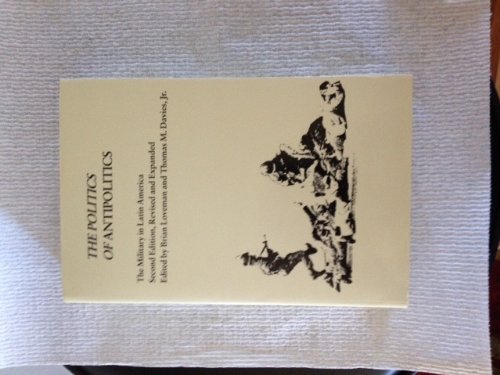 THE POLITICS
OF ANTIPOLITICS
The Military in Latin America
Second Edition, Revised and Expanded
Edited by Brian Loveman and Thomas M. Davies, Jr.